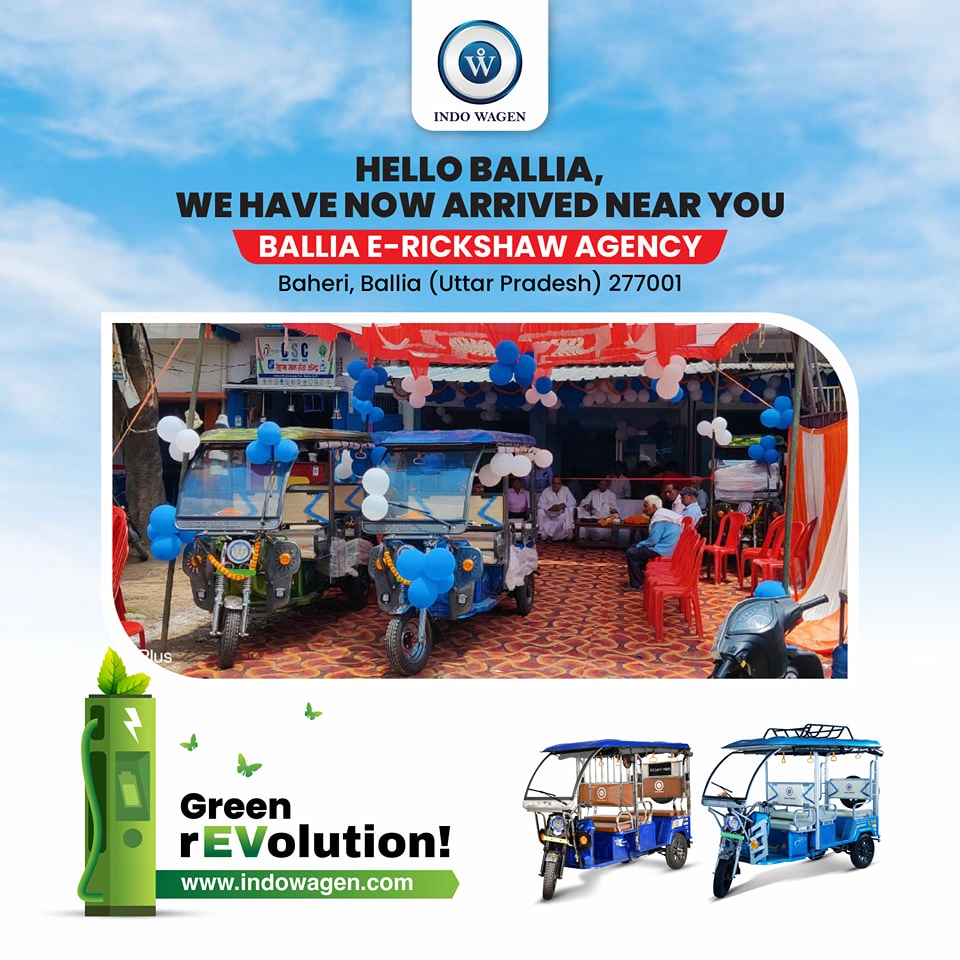 INDO WAGEN
HELLO BALLIA,
WE HAVE NOW ARRIVED NEAR YOU
BALLIA E-RICKSHAW AGENCY
Baheri, Ballia (Uttar Pradesh) 277001
CSC
Plus
Green
rEVolution!
www.indowagen.com